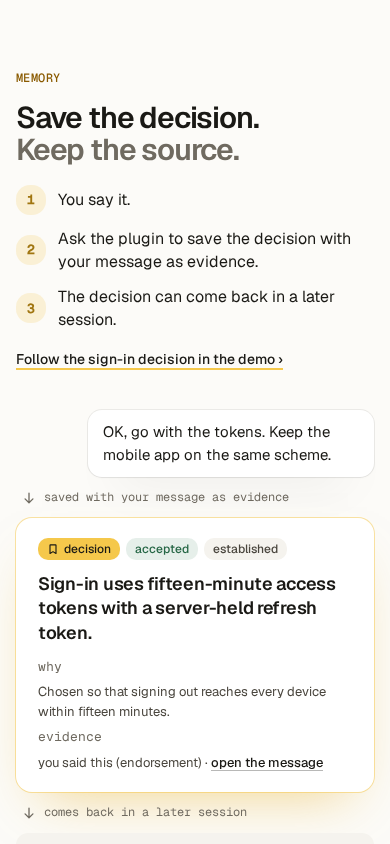 MEMORY
Save the decision.
Keep the source.
1 You say it.
2 Ask the plugin to save the decision with
your message as evidence.
3 The decision can come back in a later
session.
Follow the sign-in decision in the demo ›
OK, go with the tokens. Keep the
mobile app on the same scheme.
↓ saved with your message as evidence
decision accepted established
Sign-in uses fifteen-minute access
tokens with a server-held refresh
token.
why
Chosen so that signing out reaches every device
within fifteen minutes.
evidence
you said this (endorsement) · open the message
↓ comes back in a later session